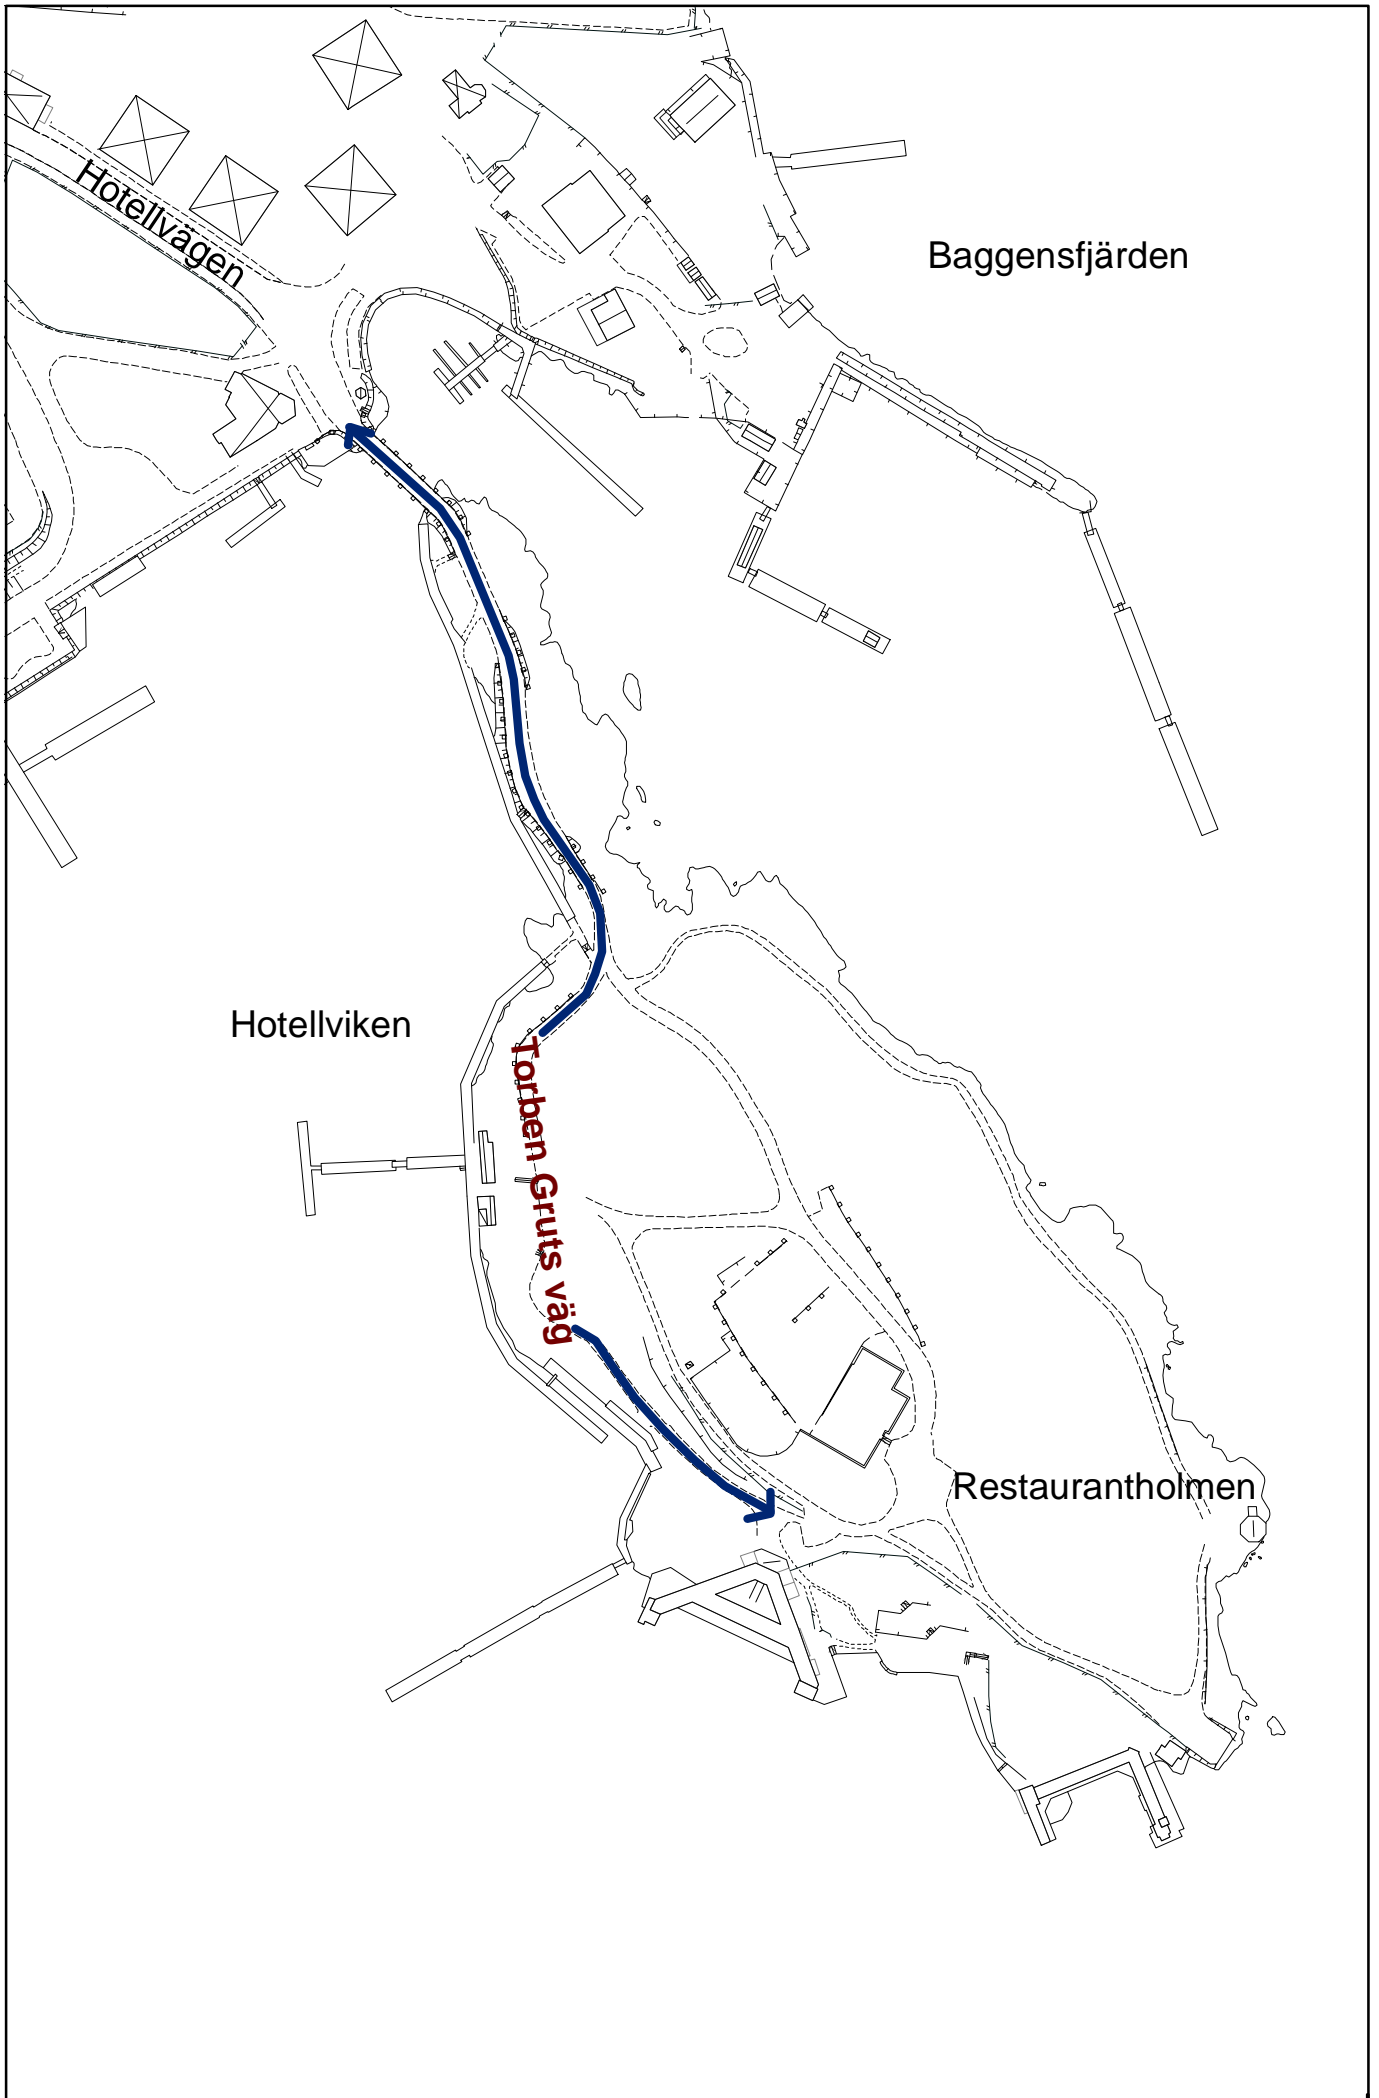 Hotellvägen
Baggensfjärden
Hotellviken
Torben Gruts väg
Restaurantholmen